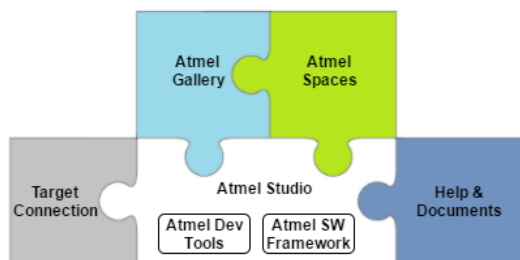 Atmel
Gallery
Atmel
Spaces
Target
Connection
Atmel Studio
Atmel Dev
Tools
Atmel SW
Framework
Help &
Documents